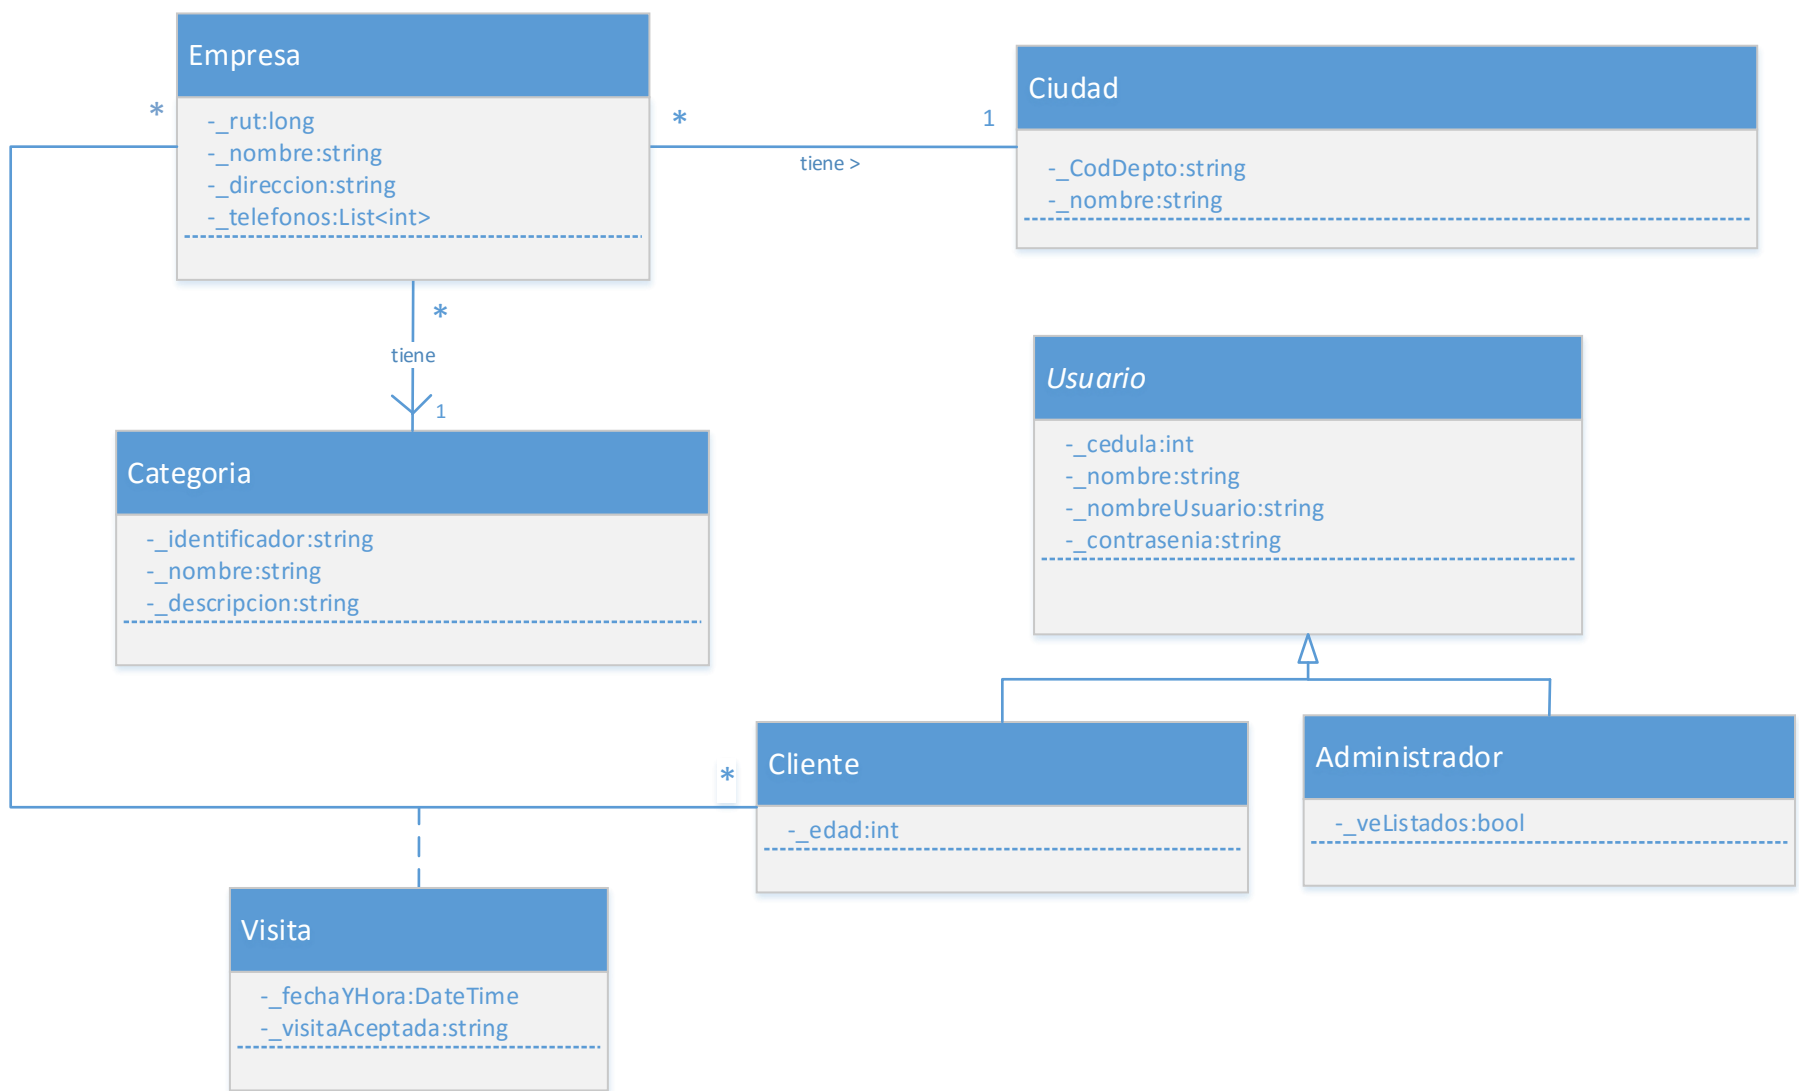 Empresa
-_rut:long
-_nombre:string
-_direccion:string
-_telefonos:List<int>
*
*
tiene >
1
Ciudad
-_CodDepto:string
-_nombre:string
*
tiene
1
Categoria
-_identificador:string
-_nombre:string
-_descripcion:string
Usuario
-_cedula:int
-_nombre:string
-_nombreUsuario:string
-_contrasenia:string
*
Cliente
-_edad:int
Administrador
-_veListados:bool
Visita
-_fechaYHora:DateTime
-_visitaAceptada:string